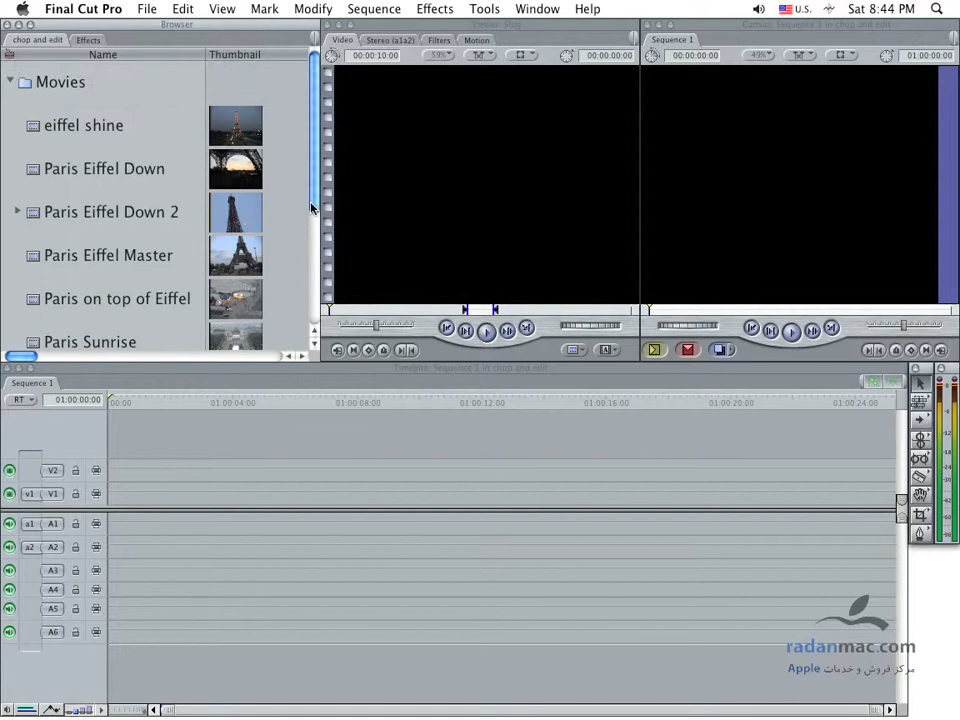 Final Cut Pro File Edit View Mark Modify Sequence Effects Tools Window Help U.S. Sat 8:44 PM
Browser
chop and edit Effects
Name Thumbnail
Movies
eiffel shine
Paris Eiffel Down
Paris Eiffel Down 2
Paris Eiffel Master
Paris on top of Eiffel
Paris Sunrise
Viewer: Slug
Video Stereo (a1a2) Filters Motion
00:00:10:00 59% 00:00:00:00
Canvas: Sequence 1 in chop and edit
Sequence 1
00:00:00:00 49% 01:00:00:00
Timeline: Sequence 1 in chop and edit
Sequence 1
RT 01:00:00:00 00:00 01:00:04:00 01:00:08:00 01:00:12:00 01:00:16:00 01:00:20:00 01:00:24:00
V2
v1 V1
a1 A1
a2 A2
A3
A4
A5
A6
radanmac.com
مرکز فروش و خدمات Apple